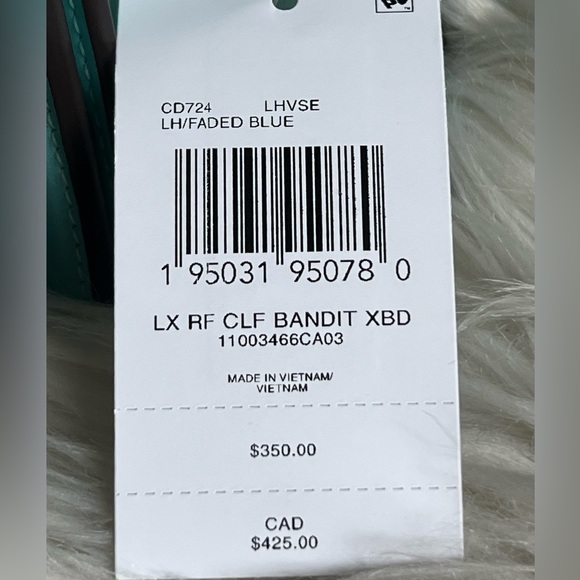 CD724 LHVSE
LH/FADED BLUE
1 95031 95078 0
LX RF CLF BANDIT XBD
11003466CA03
MADE IN VIETNAM/
VIETNAM
$350.00
CAD
$425.00